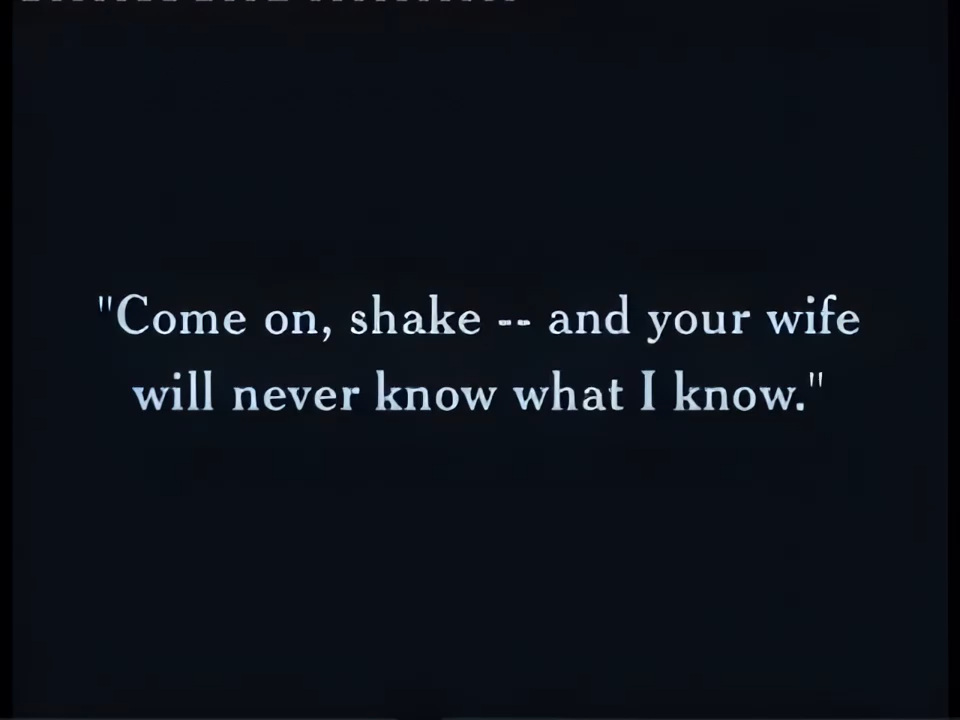 "Come on, shake -- and your wife
will never know what I know."